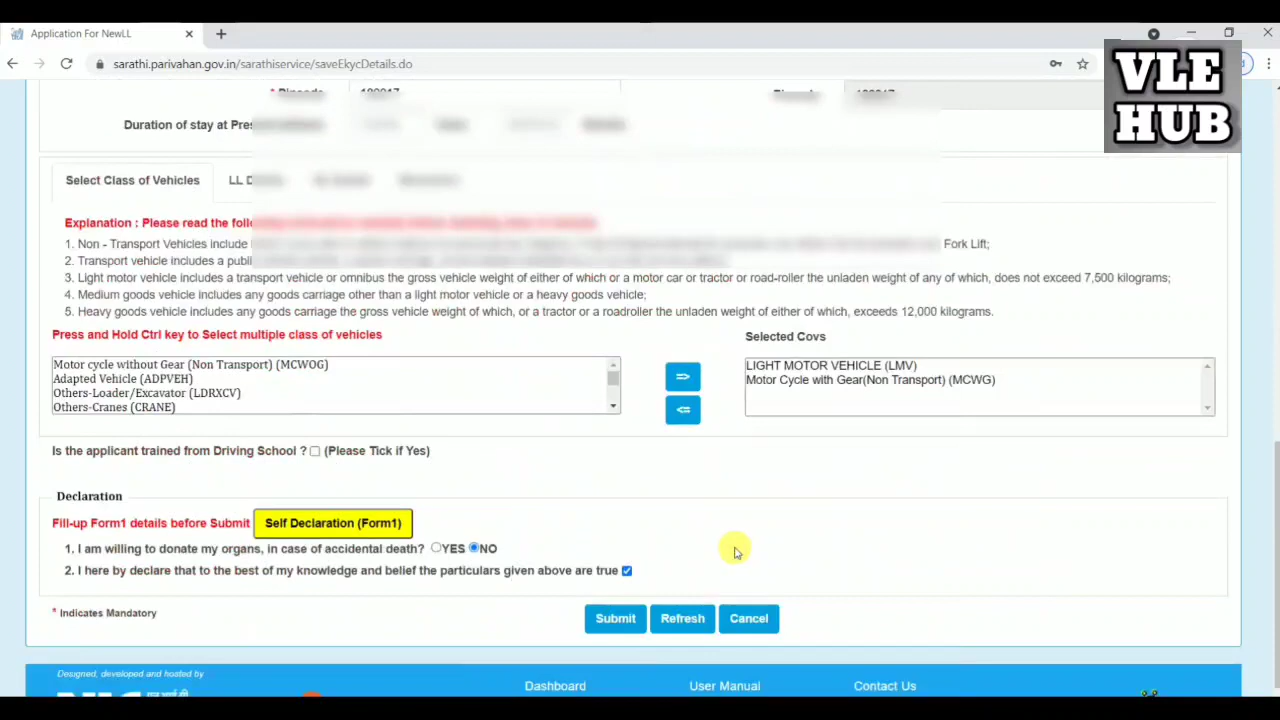 Application For NewLL
sarathi.parivahan.gov.in/sarathiservice/saveEkycDetails.do
VLE
HUB
Duration of stay at
Select Class of Vehicles
LL
Explanation : Please read the
1. Non - Transport Vehicles include
Fork Lift;
2. Transport vehicle includes a
3. Light motor vehicle includes a transport vehicle or omnibus the gross vehicle weight of either of which or a motor car or tractor or road-roller the unladen weight of any of which, does not exceed 7,500 kilograms;
4. Medium goods vehicle includes any goods carriage other than a light motor vehicle or a heavy goods vehicle;
5. Heavy goods vehicle includes any goods carriage the gross vehicle weight of which, or a tractor or a roadroller the unladen weight of either of which, exceeds 12,000 kilograms.
Press and Hold Ctrl key to Select multiple class of vehicles
Selected Covs
Motor cycle without Gear (Non Transport) (MCWOG)
Adapted Vehicle (ADPVEH)
Others-Loader/Excavator (LDRXCV)
Others-Cranes (CRANE)
=>
<=
LIGHT MOTOR VEHICLE (LMV)
Motor Cycle with Gear(Non Transport) (MCWG)
Is the applicant trained from Driving School ? (Please Tick if Yes)
Declaration
Fill-up Form1 details before Submit Self Declaration (Form1)
1. I am willing to donate my organs, in case of accidental death? YES NO
2. I here by declare that to the best of my knowledge and belief the particulars given above are true
* Indicates Mandatory
Submit Refresh Cancel
Designed, developed and hosted by
Dashboard User Manual Contact Us